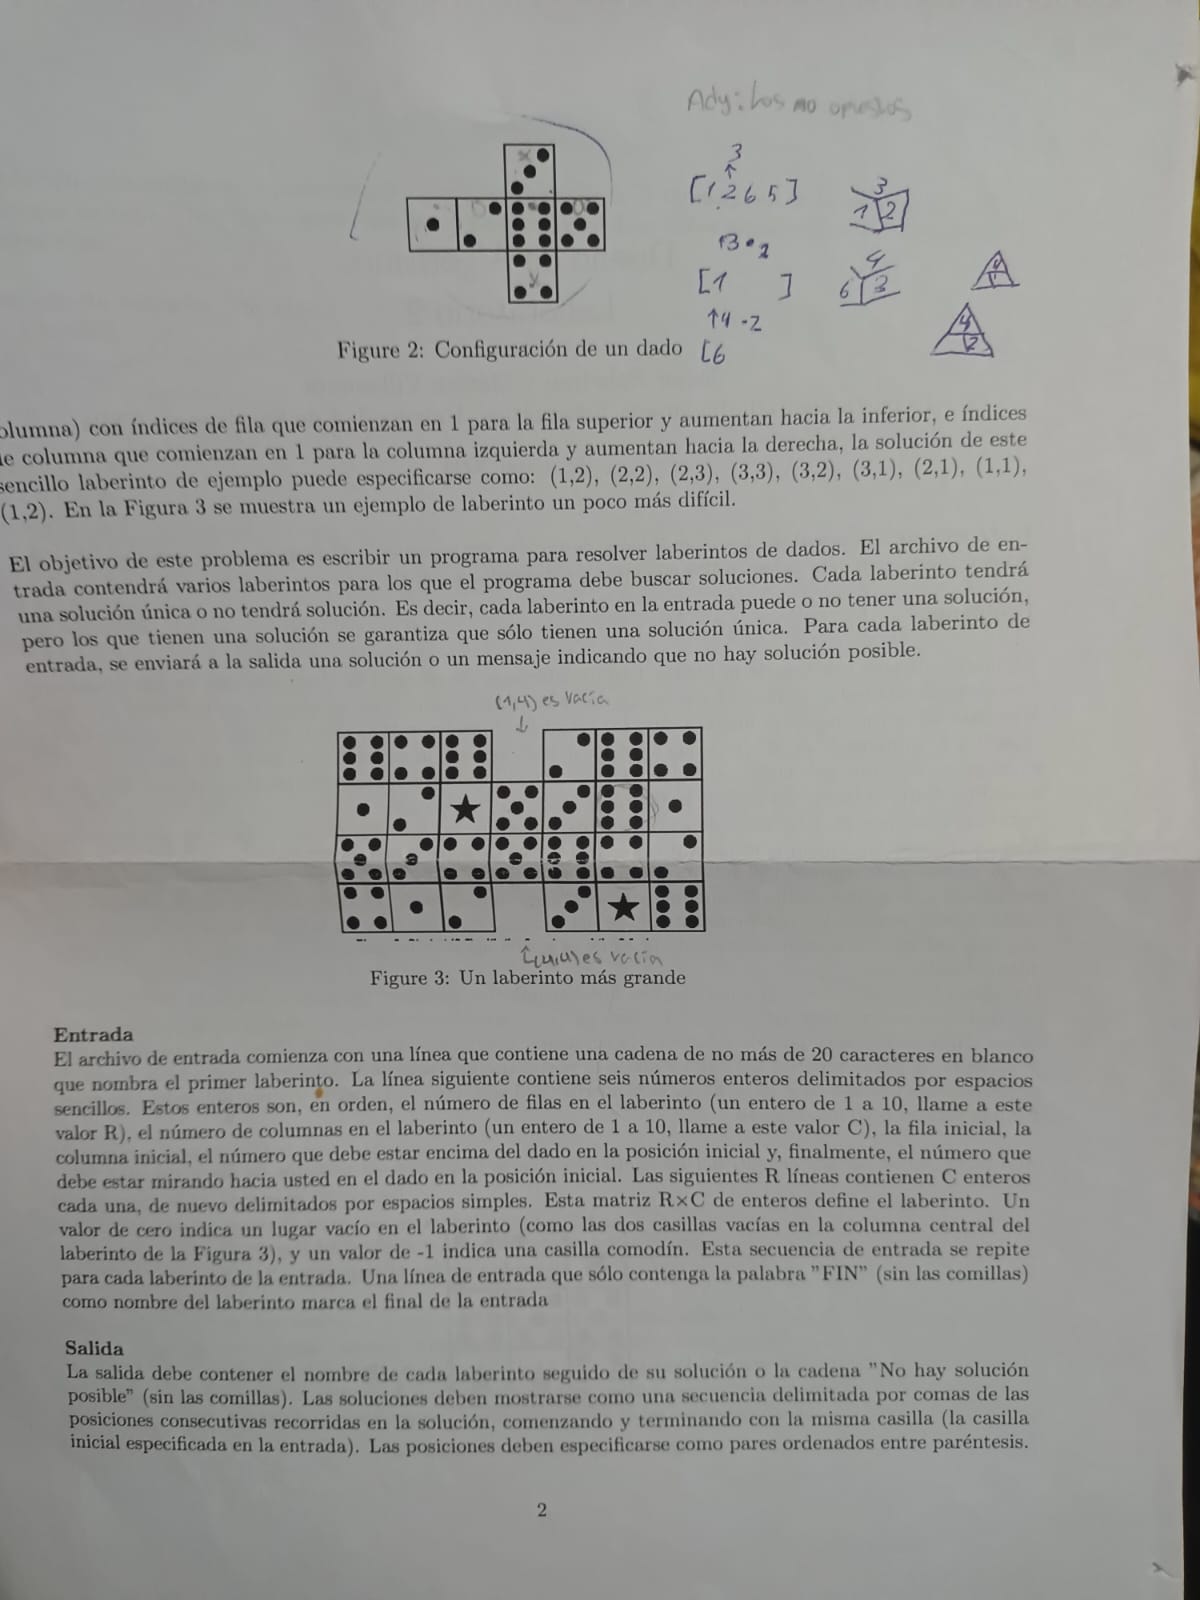 Ady: Los no opuestos
3
↑
[1 2 6 5]
3
1 2
[1 ]
4
6 3
4
1
↑4 -2
4
2
Figure 2: Configuración de un dado
[6
olumna) con índices de fila que comienzan en 1 para la fila superior y aumentan hacia la inferior, e índices
e columna que comienzan en 1 para la columna izquierda y aumentan hacia la derecha, la solución de este
sencillo laberinto de ejemplo puede especificarse como: (1,2), (2,2), (2,3), (3,3), (3,2), (3,1), (2,1), (1,1),
(1,2). En la Figura 3 se muestra un ejemplo de laberinto un poco más difícil.
El objetivo de este problema es escribir un programa para resolver laberintos de dados. El archivo de en-
trada contendrá varios laberintos para los que el programa debe buscar soluciones. Cada laberinto tendrá
una solución única o no tendrá solución. Es decir, cada laberinto en la entrada puede o no tener una solución,
pero los que tienen una solución se garantiza que sólo tienen una solución única. Para cada laberinto de
entrada, se enviará a la salida una solución o un mensaje indicando que no hay solución posible.
(1,4) es vacía
↓
es vacía
Figure 3: Un laberinto más grande
Entrada
El archivo de entrada comienza con una línea que contiene una cadena de no más de 20 caracteres en blanco
que nombra el primer laberinto. La línea siguiente contiene seis números enteros delimitados por espacios
sencillos. Estos enteros son, en orden, el número de filas en el laberinto (un entero de 1 a 10, llame a este
valor R), el número de columnas en el laberinto (un entero de 1 a 10, llame a este valor C), la fila inicial, la
columna inicial, el número que debe estar encima del dado en la posición inicial y, finalmente, el número que
debe estar mirando hacia usted en el dado en la posición inicial. Las siguientes R líneas contienen C enteros
cada una, de nuevo delimitados por espacios simples. Esta matriz R×C de enteros define el laberinto. Un
valor de cero indica un lugar vacío en el laberinto (como las dos casillas vacías en la columna central del
laberinto de la Figura 3), y un valor de -1 indica una casilla comodín. Esta secuencia de entrada se repite
para cada laberinto de la entrada. Una línea de entrada que sólo contenga la palabra "FIN" (sin las comillas)
como nombre del laberinto marca el final de la entrada
Salida
La salida debe contener el nombre de cada laberinto seguido de su solución o la cadena "No hay solución
posible" (sin las comillas). Las soluciones deben mostrarse como una secuencia delimitada por comas de las
posiciones consecutivas recorridas en la solución, comenzando y terminando con la misma casilla (la casilla
inicial especificada en la entrada). Las posiciones deben especificarse como pares ordenados entre paréntesis.
2